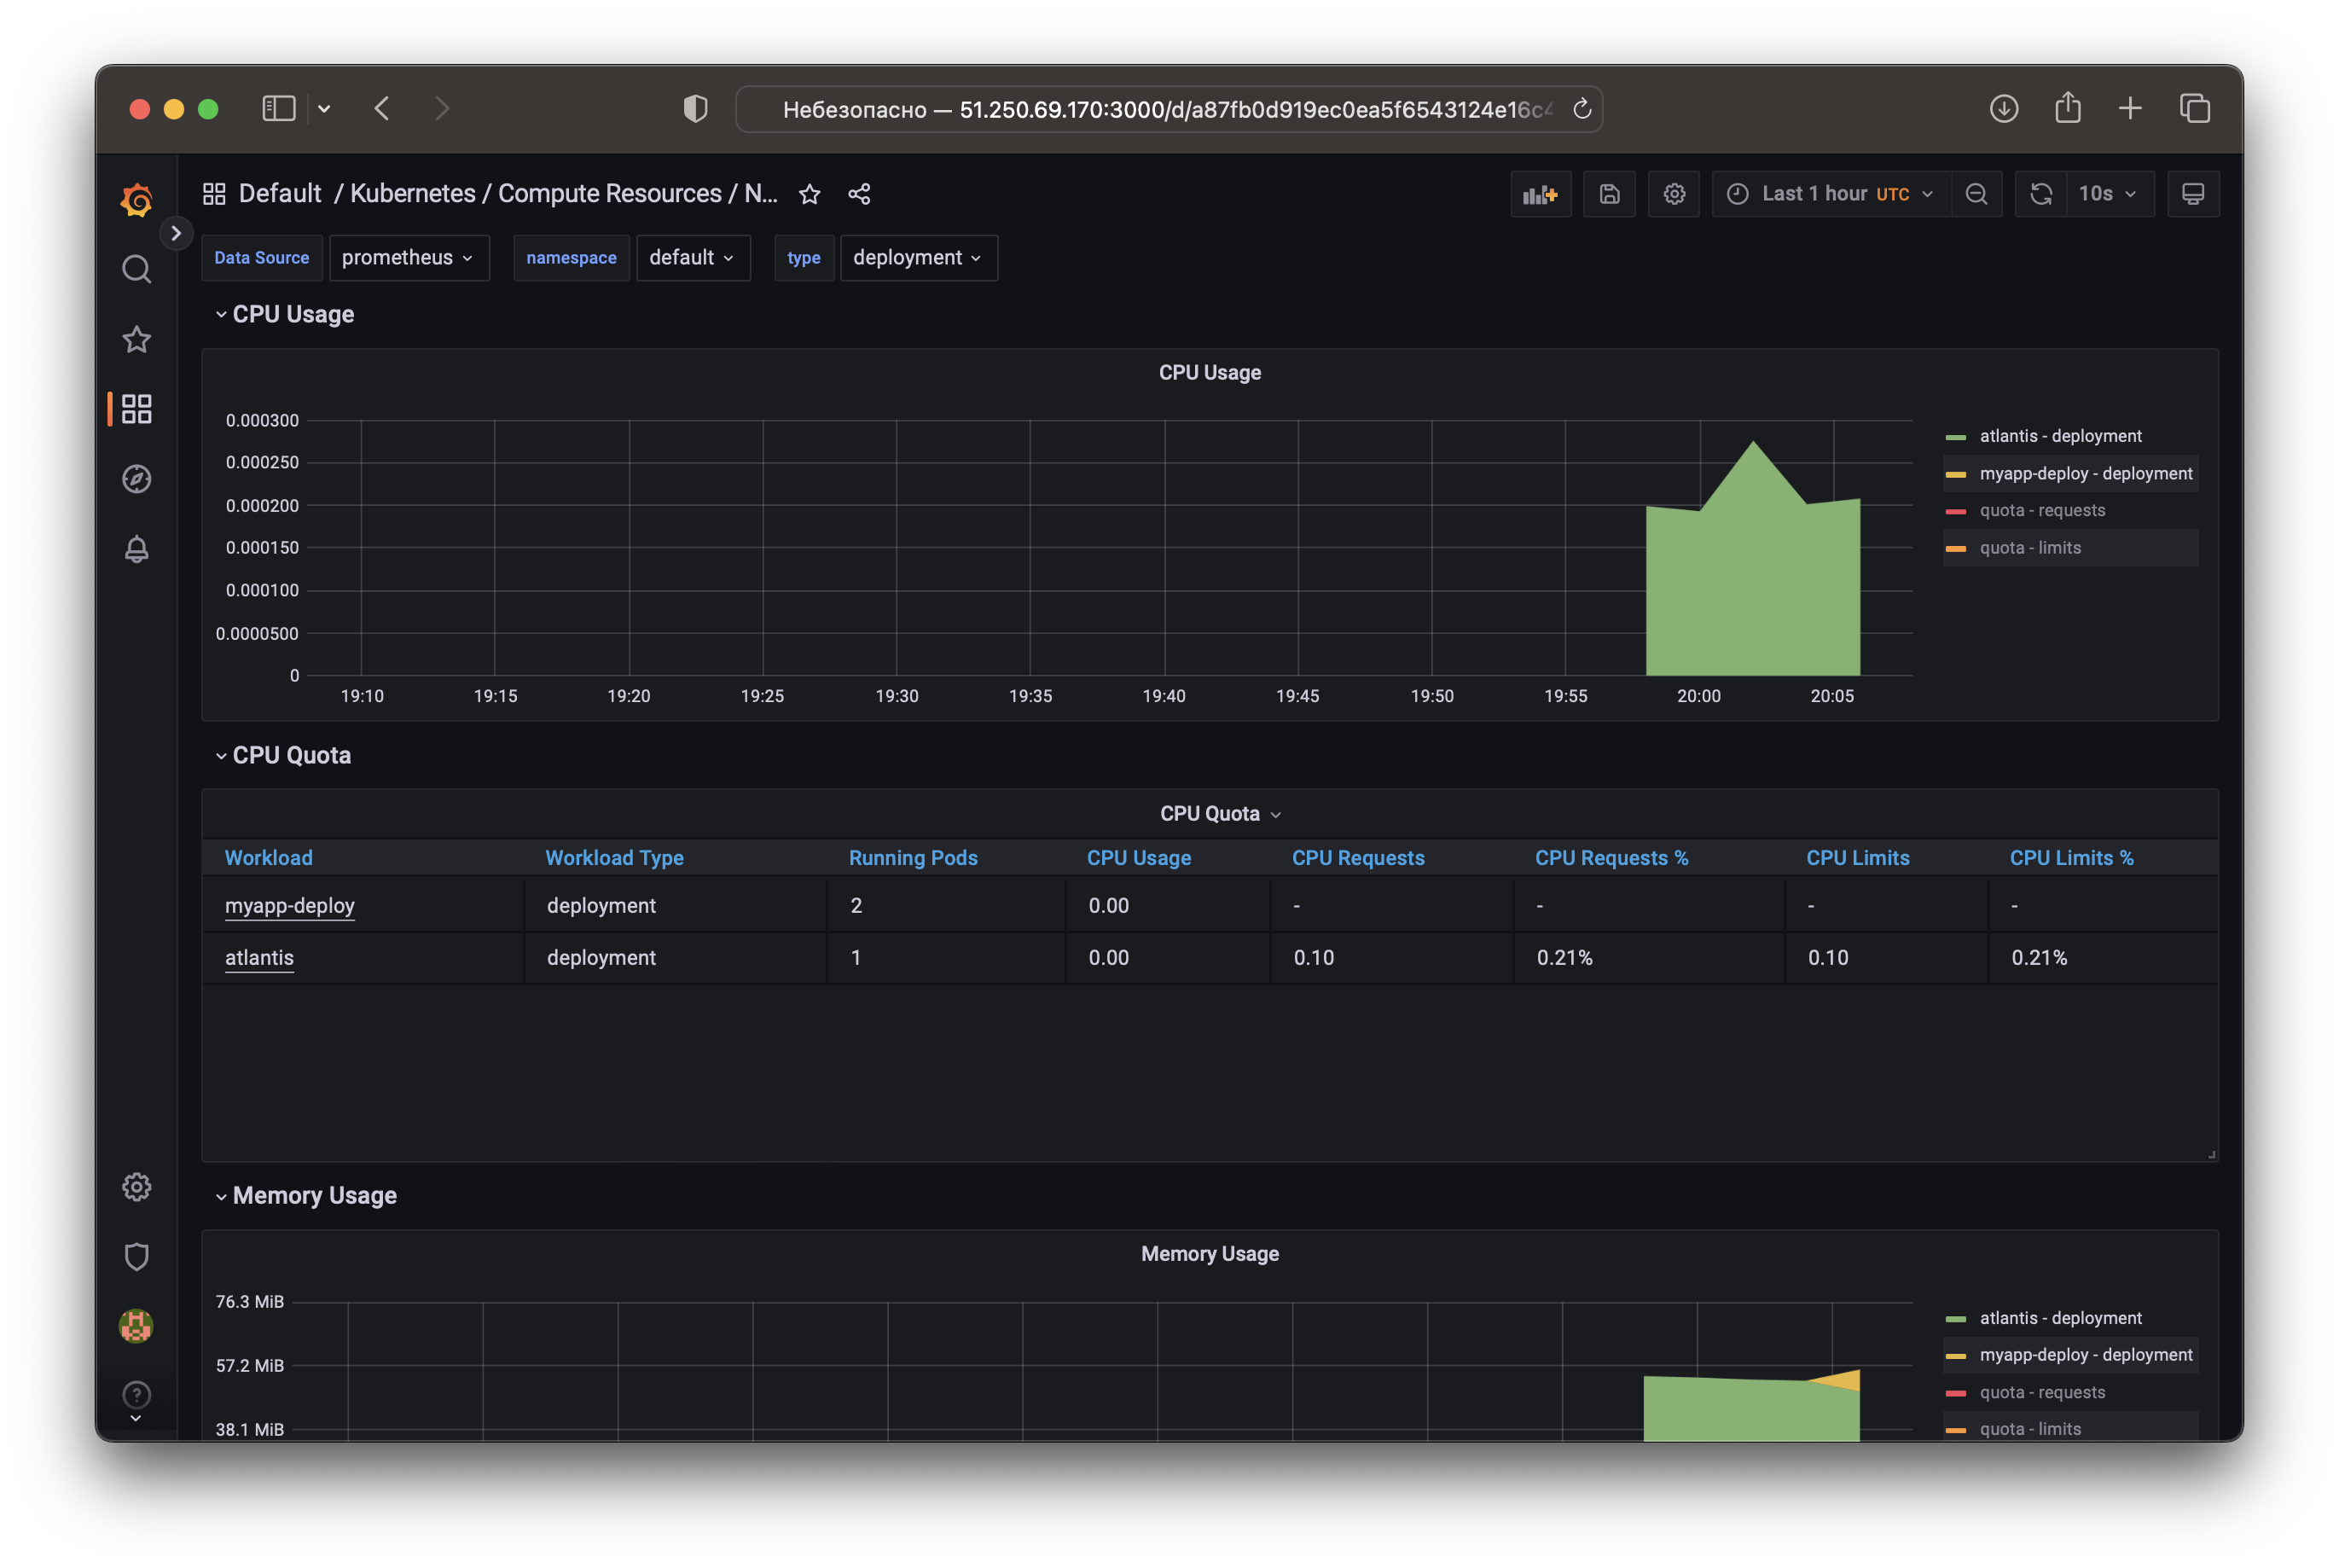 Небезопасно — 51.250.69.170:3000/d/a87fb0d919ec0ea5f6543124e16c4
Default / Kubernetes / Compute Resources / N...
Last 1 hour UTC
10s
Data Source prometheus namespace default type deployment
CPU Usage
CPU Usage
0.000300
0.000250
0.000200
0.000150
0.000100
0.0000500
0
19:10 19:15 19:20 19:25 19:30 19:35 19:40 19:45 19:50 19:55 20:00 20:05
atlantis - deployment
myapp-deploy - deployment
quota - requests
quota - limits
CPU Quota
CPU Quota
Workload Workload Type Running Pods CPU Usage CPU Requests CPU Requests % CPU Limits CPU Limits %
myapp-deploy deployment 2 0.00 - - - -
atlantis deployment 1 0.00 0.10 0.21% 0.10 0.21%
Memory Usage
Memory Usage
76.3 MiB
57.2 MiB
38.1 MiB
atlantis - deployment
myapp-deploy - deployment
quota - requests
quota - limits